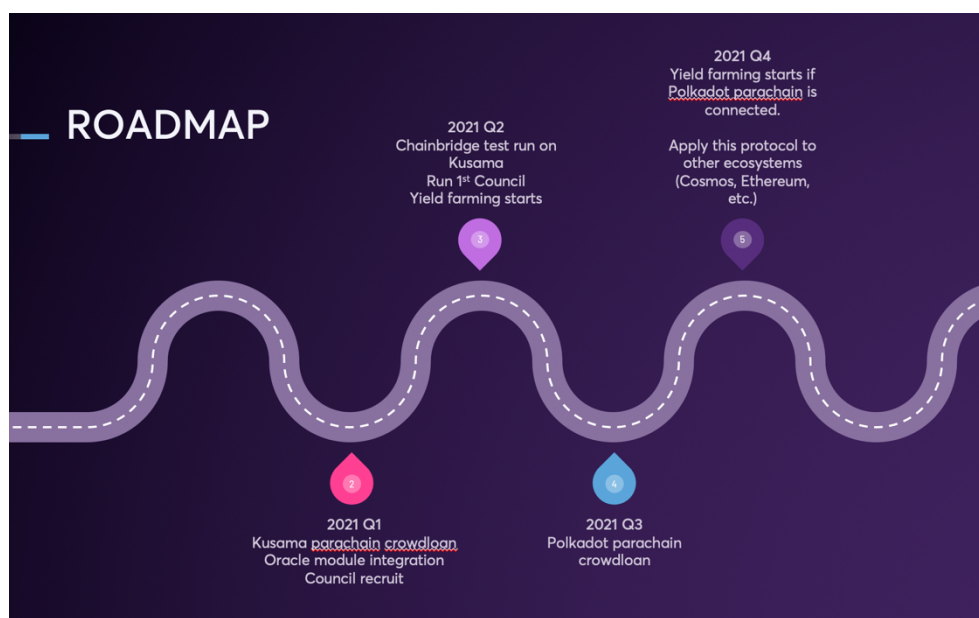 ROADMAP
2021 Q4
Yield farming starts if
Polkadot parachain is
connected.
Apply this protocol to
other ecosystems
(Cosmos, Ethereum,
etc.)
5
2021 Q2
Chainbridge test run on
Kusama
Run 1st Council
Yield farming starts
3
2
2021 Q1
Kusama parachain crowdloan
Oracle module integration
Council recruit
4
2021 Q3
Polkadot parachain
crowdloan